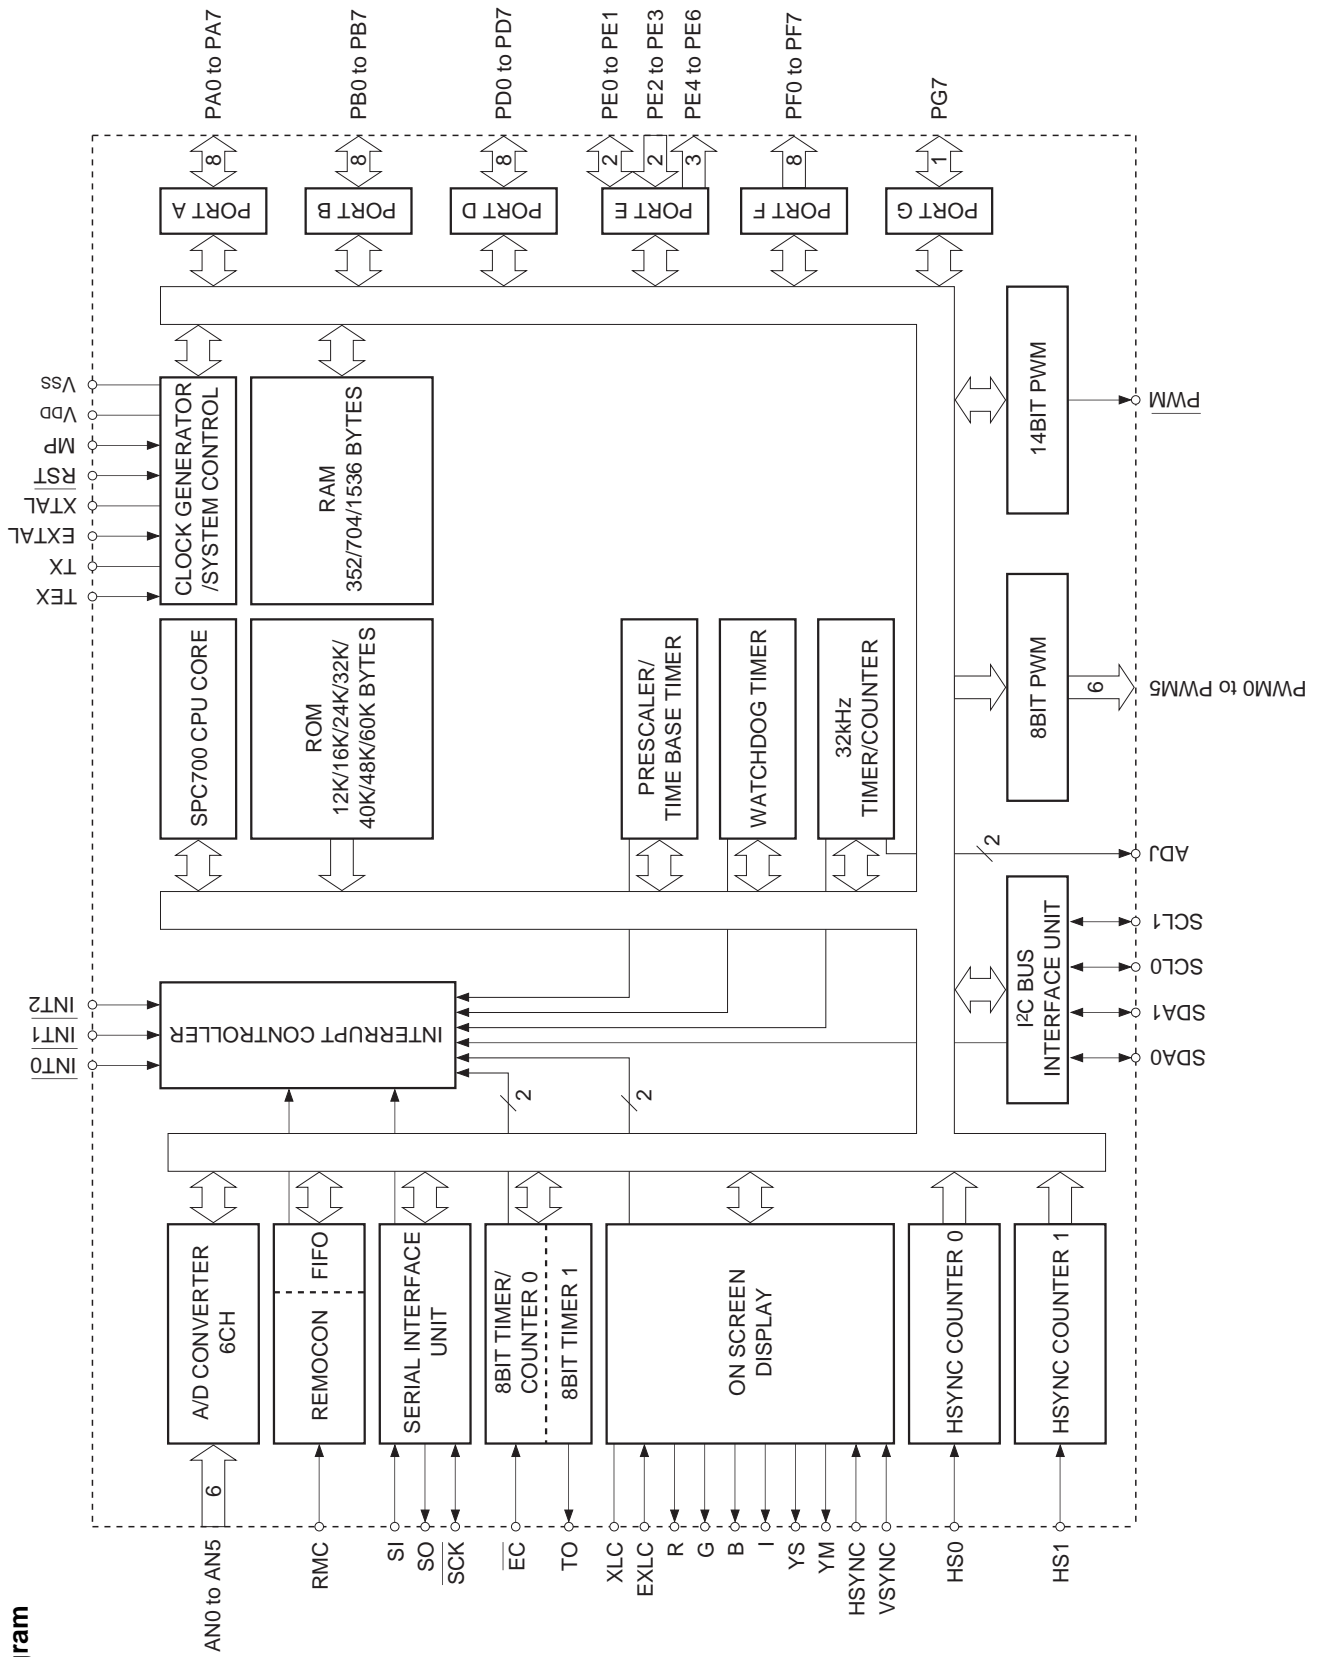 gram
AN0 to AN5
RMC
SI
SO
SCK
EC
TO
XLC
EXLC
R
G
B
I
YS
YM
HSYNC
VSYNC
HS0
HS1
6
A/D CONVERTER
6CH
REMOCON
FIFO
SERIAL INTERFACE
UNIT
8BIT TIMER/
COUNTER 0
8BIT TIMER 1
ON SCREEN
DISPLAY
HSYNC COUNTER 0
HSYNC COUNTER 1
2
2
INT0
INT1
INT2
INTERRUPT CONTROLLER
SPC700 CPU CORE
ROM
12K/16K/24K/32K/
40K/48K/60K BYTES
PRESCALER/
TIME BASE TIMER
WATCHDOG TIMER
32kHz
TIMER/COUNTER
TEX
TX
EXTAL
XTAL
RST
MP
VDD
VSS
CLOCK GENERATOR
/SYSTEM CONTROL
RAM
352/704/1536 BYTES
I²C BUS
INTERFACE UNIT
SDA0
SDA1
SCL0
SCL1
2
ADJ
8BIT PWM
6
PWM0 to PWM5
14BIT PWM
PWM
PORT A
8
PA0 to PA7
PORT B
8
PB0 to PB7
PORT D
8
PD0 to PD7
PORT E
2
PE0 to PE1
2
PE2 to PE3
3
PE4 to PE6
PORT F
8
PF0 to PF7
PORT G
1
PG7